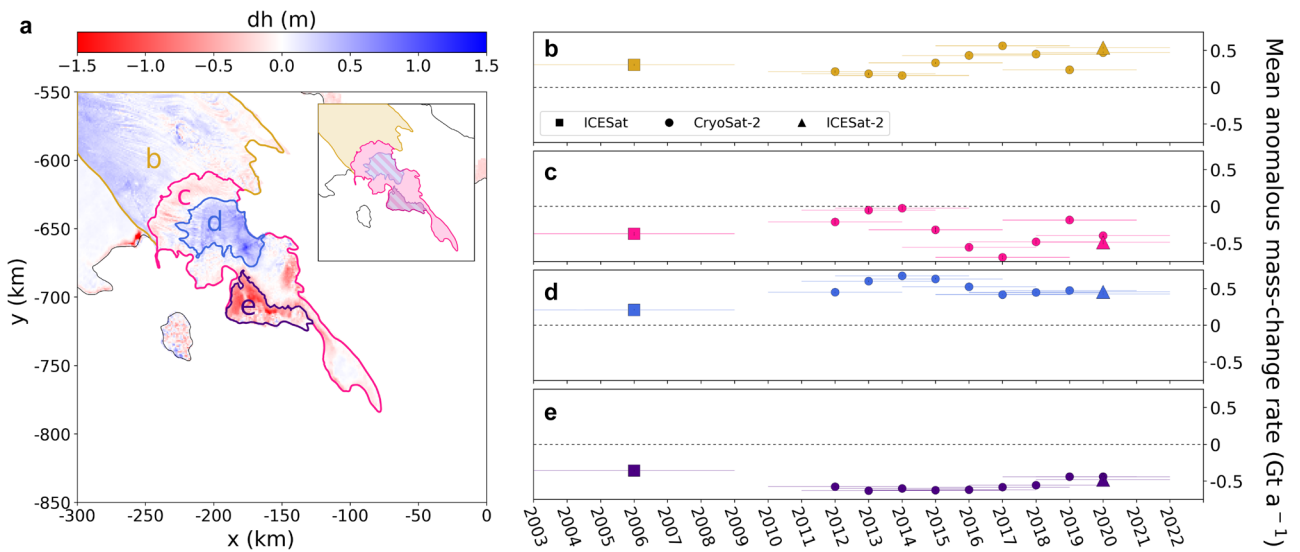 a
dh (m)
−1.5 −1.0 −0.5 0.0 0.5 1.0 1.5
-550
-600
-650
-700
-750
-800
-850
y (km)
-300 -250 -200 -150 -100 -50 0
x (km)
b
c
d
e
b
0.5
0
-0.5
ICESat CryoSat-2 ICESat-2
c
0.5
0
-0.5
d
0.5
0
-0.5
e
0.5
0
-0.5
2003 2004 2005 2006 2007 2008 2009 2010 2011 2012 2013 2014 2015 2016 2017 2018 2019 2020 2021 2022
Mean anomalous mass-change rate (Gt a⁻¹)